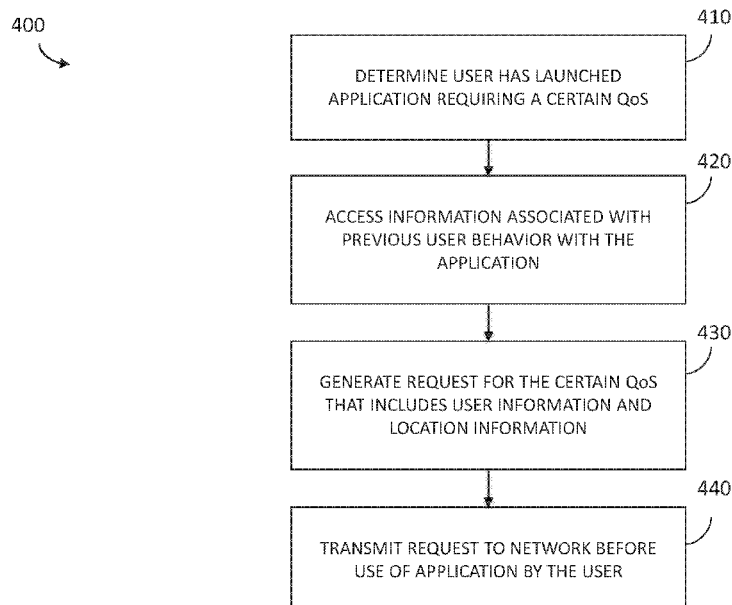 400
410
DETERMINE USER HAS LAUNCHED
APPLICATION REQUIRING A CERTAIN QoS
420
ACCESS INFORMATION ASSOCIATED WITH
PREVIOUS USER BEHAVIOR WITH THE
APPLICATION
430
GENERATE REQUEST FOR THE CERTAIN QoS
THAT INCLUDES USER INFORMATION AND
LOCATION INFORMATION
440
TRANSMIT REQUEST TO NETWORK BEFORE
USE OF APPLICATION BY THE USER